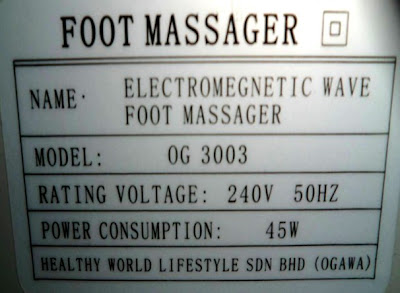 FOOT MASSAGER
NAME· ELECTROMEGNETIC WAVE
FOOT MASSAGER
MODEL: OG 3003
RATING VOLTAGE: 240V 50HZ
POWER CONSUMPTION: 45W
HEALTHY WORLD LIFESTYLE SDN BHD (OGAWA)